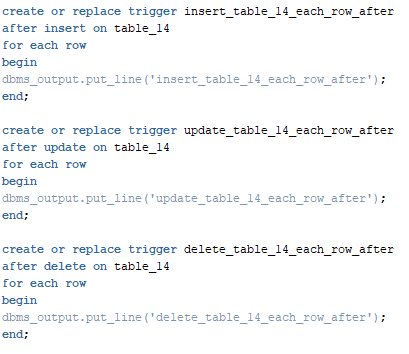 create or replace trigger insert_table_14_each_row_after
after insert on table_14
for each row
begin
dbms_output.put_line('insert_table_14_each_row_after');
end;
create or replace trigger update_table_14_each_row_after
after update on table_14
for each row
begin
dbms_output.put_line('update_table_14_each_row_after');
end;
create or replace trigger delete_table_14_each_row_after
after delete on table_14
for each row
begin
dbms_output.put_line('delete_table_14_each_row_after');
end;